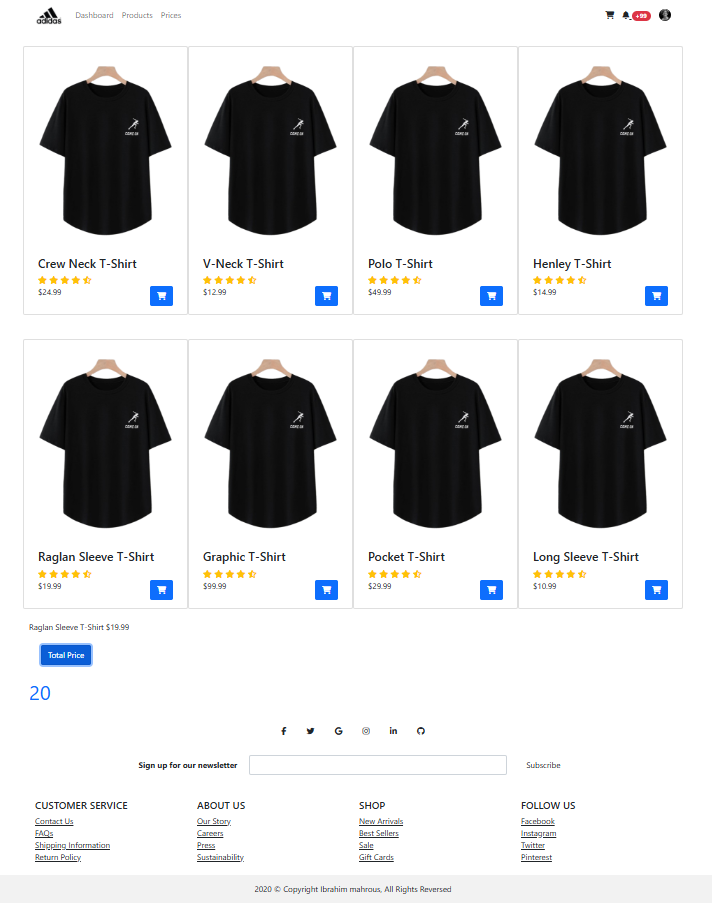 adidas Dashboard Products Prices +99
Crew Neck T-Shirt V-Neck T-Shirt Polo T-Shirt Henley T-Shirt
$24.99 $12.99 $49.99 $14.99
Raglan Sleeve T-Shirt Graphic T-Shirt Pocket T-Shirt Long Sleeve T-Shirt
$19.99 $99.99 $29.99 $10.99
Raglan Sleeve T-Shirt $19.99
Total Price
20
Sign up for our newsletter Subscribe
CUSTOMER SERVICE ABOUT US SHOP FOLLOW US
Contact Us Our Story New Arrivals Facebook
FAQs Careers Best Sellers Instagram
Shipping Information Press Sale Twitter
Return Policy Sustainability Gift Cards Pinterest
2020 © Copyright Ibrahim mahrous, All Rights Reversed